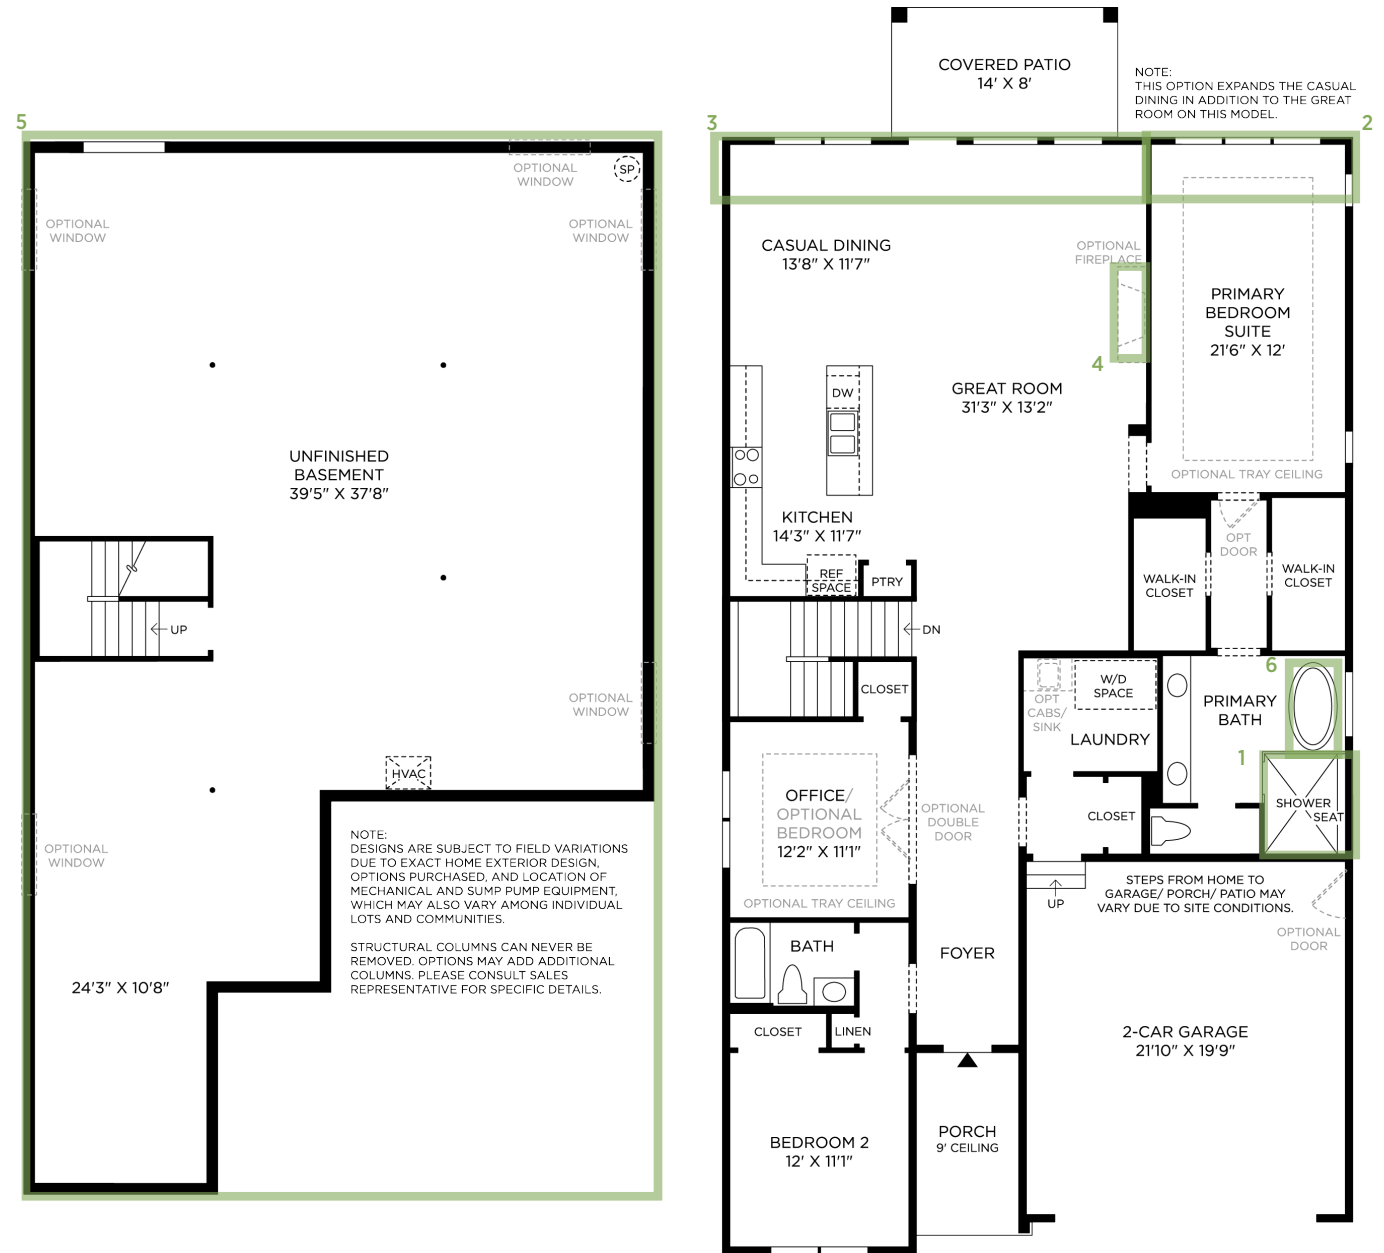 5
OPTIONAL
WINDOW
SP
OPTIONAL
WINDOW
OPTIONAL
WINDOW
UNFINISHED
BASEMENT
39'5" X 37'8"
UP
OPTIONAL
WINDOW
HVAC
OPTIONAL
WINDOW
NOTE:
DESIGNS ARE SUBJECT TO FIELD VARIATIONS
DUE TO EXACT HOME EXTERIOR DESIGN,
OPTIONS PURCHASED, AND LOCATION OF
MECHANICAL AND SUMP PUMP EQUIPMENT,
WHICH MAY ALSO VARY AMONG INDIVIDUAL
LOTS AND COMMUNITIES.
STRUCTURAL COLUMNS CAN NEVER BE
REMOVED. OPTIONS MAY ADD ADDITIONAL
COLUMNS. PLEASE CONSULT SALES
REPRESENTATIVE FOR SPECIFIC DETAILS.
24'3" X 10'8"
COVERED PATIO
14' X 8'
NOTE:
THIS OPTION EXPANDS THE CASUAL
DINING IN ADDITION TO THE GREAT
ROOM ON THIS MODEL.
3
2
CASUAL DINING
13'8" X 11'7"
OPTIONAL
FIREPLACE
4
PRIMARY
BEDROOM
SUITE
21'6" X 12'
DW
GREAT ROOM
31'3" X 13'2"
OPTIONAL TRAY CEILING
KITCHEN
14'3" X 11'7"
REF
SPACE
PTRY
OPT
DOOR
WALK-IN
CLOSET
WALK-IN
CLOSET
DN
CLOSET
OPT
CABS/
SINK
W/D
SPACE
LAUNDRY
6
PRIMARY
BATH
1
SHOWER
SEAT
OFFICE/
OPTIONAL
BEDROOM
12'2" X 11'1"
OPTIONAL TRAY CEILING
OPTIONAL
DOUBLE
DOOR
CLOSET
UP
STEPS FROM HOME TO
GARAGE/ PORCH/ PATIO MAY
VARY DUE TO SITE CONDITIONS.
OPTIONAL
DOOR
BATH
FOYER
CLOSET
LINEN
2-CAR GARAGE
21'10" X 19'9"
BEDROOM 2
12' X 11'1"
PORCH
9' CEILING